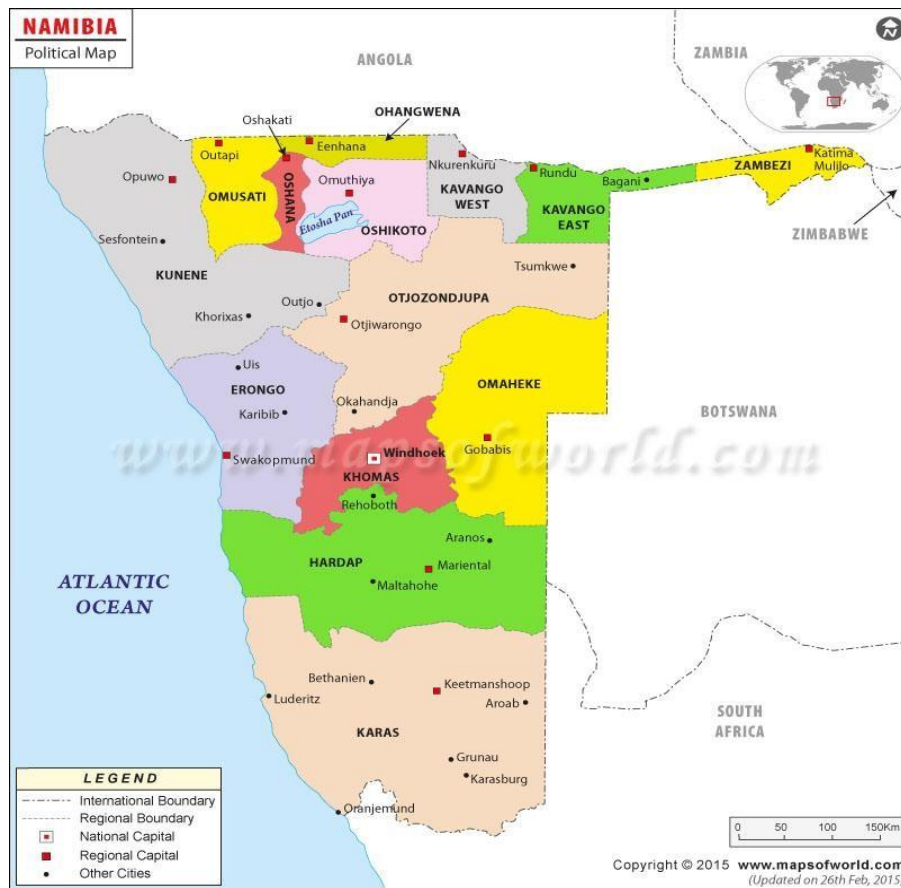 NAMIBIA
Political Map
N
ANGOLA
ZAMBIA
OHANGWENA
Oshakati
Outapi
Eenhana
Nkurenkuru
Rundu
Bagani
ZAMBEZI
Katima
Mulilo
Opuwo
OMUSATI
OSHANA
Omuthiya
Etosha Pan
OSHIKOTO
KAVANGO
WEST
KAVANGO
EAST
ZIMBABWE
Sesfontein
KUNENE
Tsumkwe
OTJOZONDJUPA
Outjo
Khorixas
Otjiwarongo
Uis
ERONGO
Karibib
Okahandja
OMAHEKE
BOTSWANA
www.mapsofworld.com
Swakopmund
Windhoek
KHOMAS
Gobabis
Rehoboth
Aranos
HARDAP
Mariental
Maltahohe
ATLANTIC
OCEAN
Bethanien
Keetmanshoop
Luderitz
Aroab
KARAS
SOUTH
AFRICA
Grunau
Karasburg
Oranjemund
LEGEND
International Boundary
Regional Boundary
National Capital
Regional Capital
Other Cities
0 50 100 150Km
Copyright © 2015 www.mapsofworld.com
(Updated on 26th Feb, 2015)